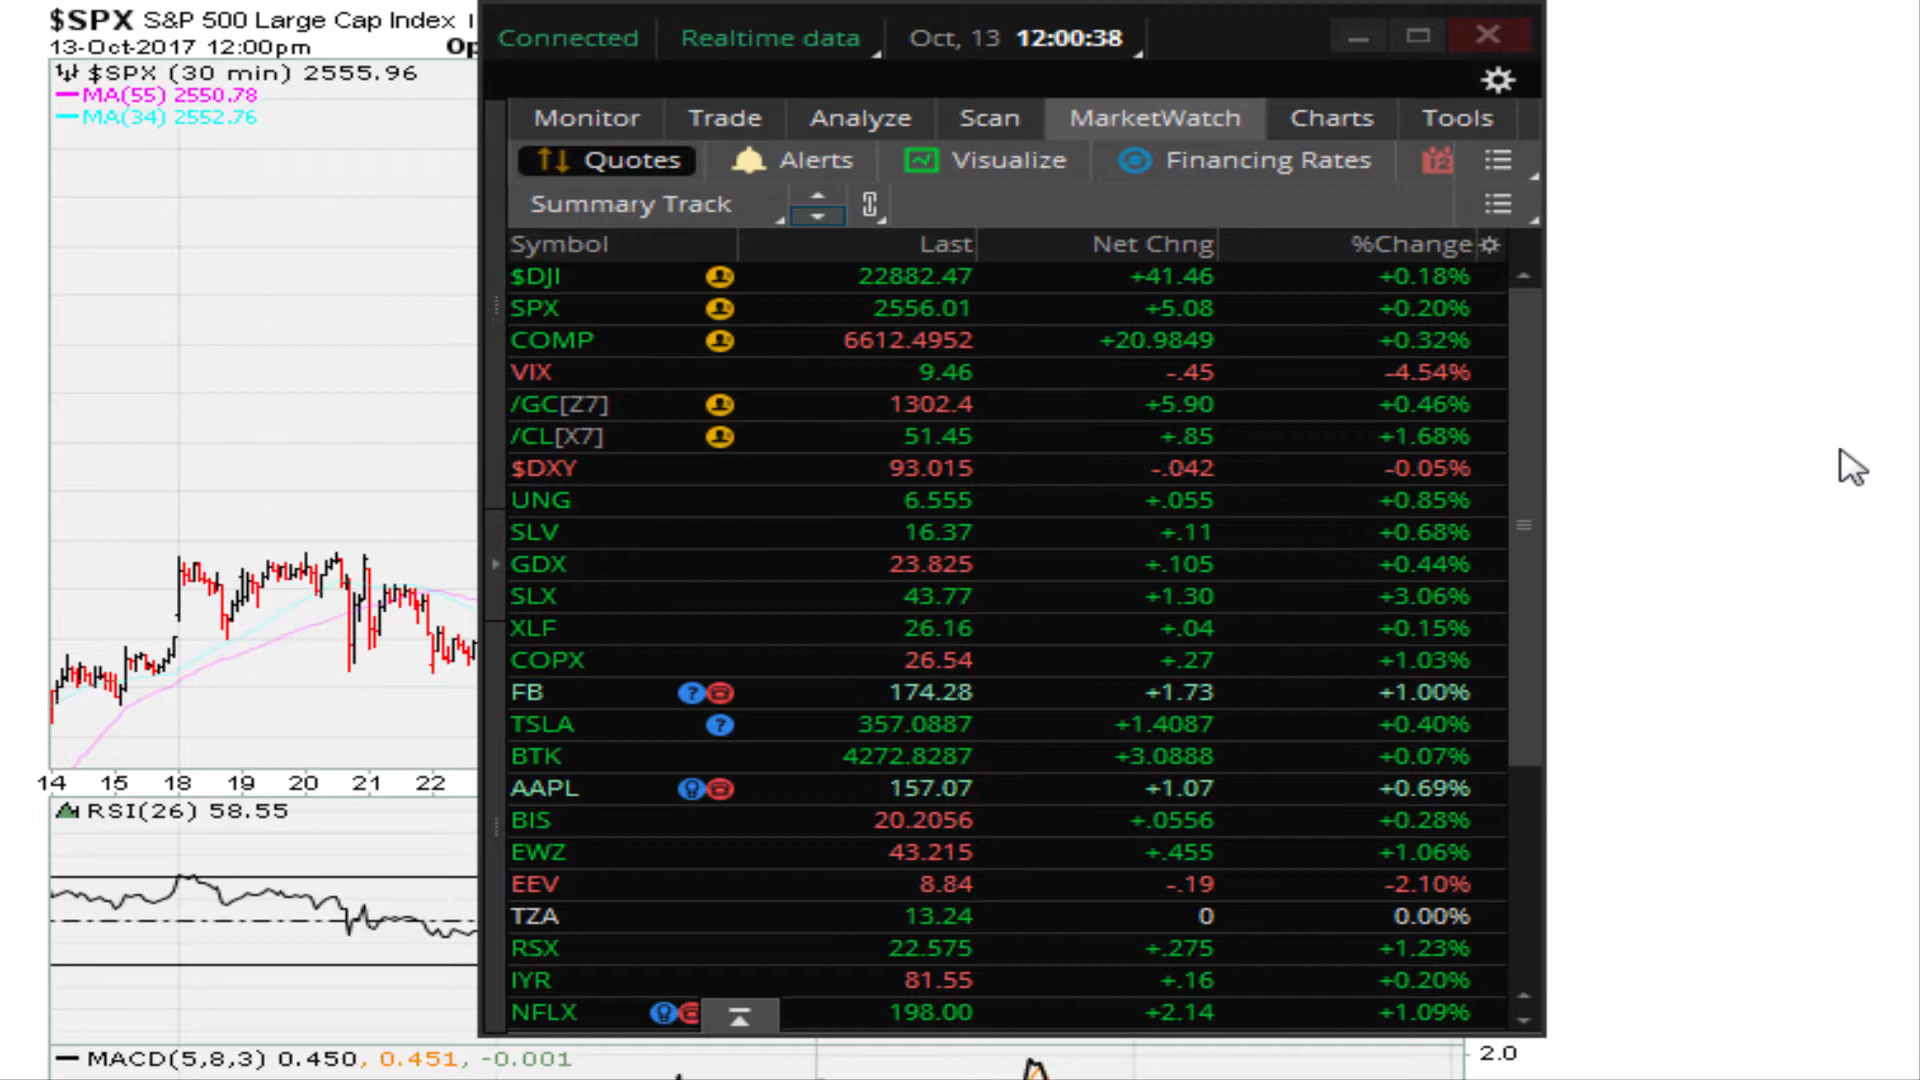 $SPX S&P 500 Large Cap Index I
13-Oct-2017 12:00pm Op
$SPX (30 min) 2555.96
MA(55) 2550.78
MA(34) 2552.76
14 15 18 19 20 21 22
RSI(26) 58.55
MACD(5,8,3) 0.450, 0.451, -0.001
2.0
Connected Realtime data Oct, 13 12:00:38
Monitor Trade Analyze Scan MarketWatch Charts Tools
Quotes Alerts Visualize Financing Rates 12
Summary Track
Symbol Last Net Chng %Change
$DJI 22882.47 +41.46 +0.18%
SPX 2556.01 +5.08 +0.20%
COMP 6612.4952 +20.9849 +0.32%
VIX 9.46 -.45 -4.54%
/GC[Z7] 1302.4 +5.90 +0.46%
/CL[X7] 51.45 +.85 +1.68%
$DXY 93.015 -.042 -0.05%
UNG 6.555 +.055 +0.85%
SLV 16.37 +.11 +0.68%
GDX 23.825 +.105 +0.44%
SLX 43.77 +1.30 +3.06%
XLF 26.16 +.04 +0.15%
COPX 26.54 +.27 +1.03%
FB ? 174.28 +1.73 +1.00%
TSLA ? 357.0887 +1.4087 +0.40%
BTK 4272.8287 +3.0888 +0.07%
AAPL 157.07 +1.07 +0.69%
BIS 20.2056 +.0556 +0.28%
EWZ 43.215 +.455 +1.06%
EEV 8.84 -.19 -2.10%
TZA 13.24 0 0.00%
RSX 22.575 +.275 +1.23%
IYR 81.55 +.16 +0.20%
NFLX 198.00 +2.14 +1.09%